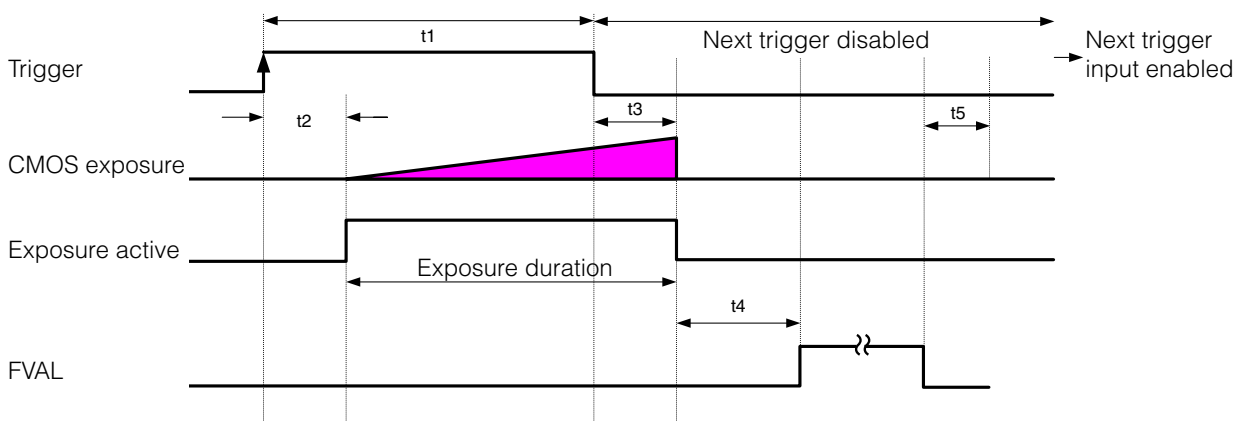 t1
Next trigger disabled
Next trigger
input enabled
Trigger
t2
t3
t5
CMOS exposure
Exposure active
Exposure duration
t4
FVAL